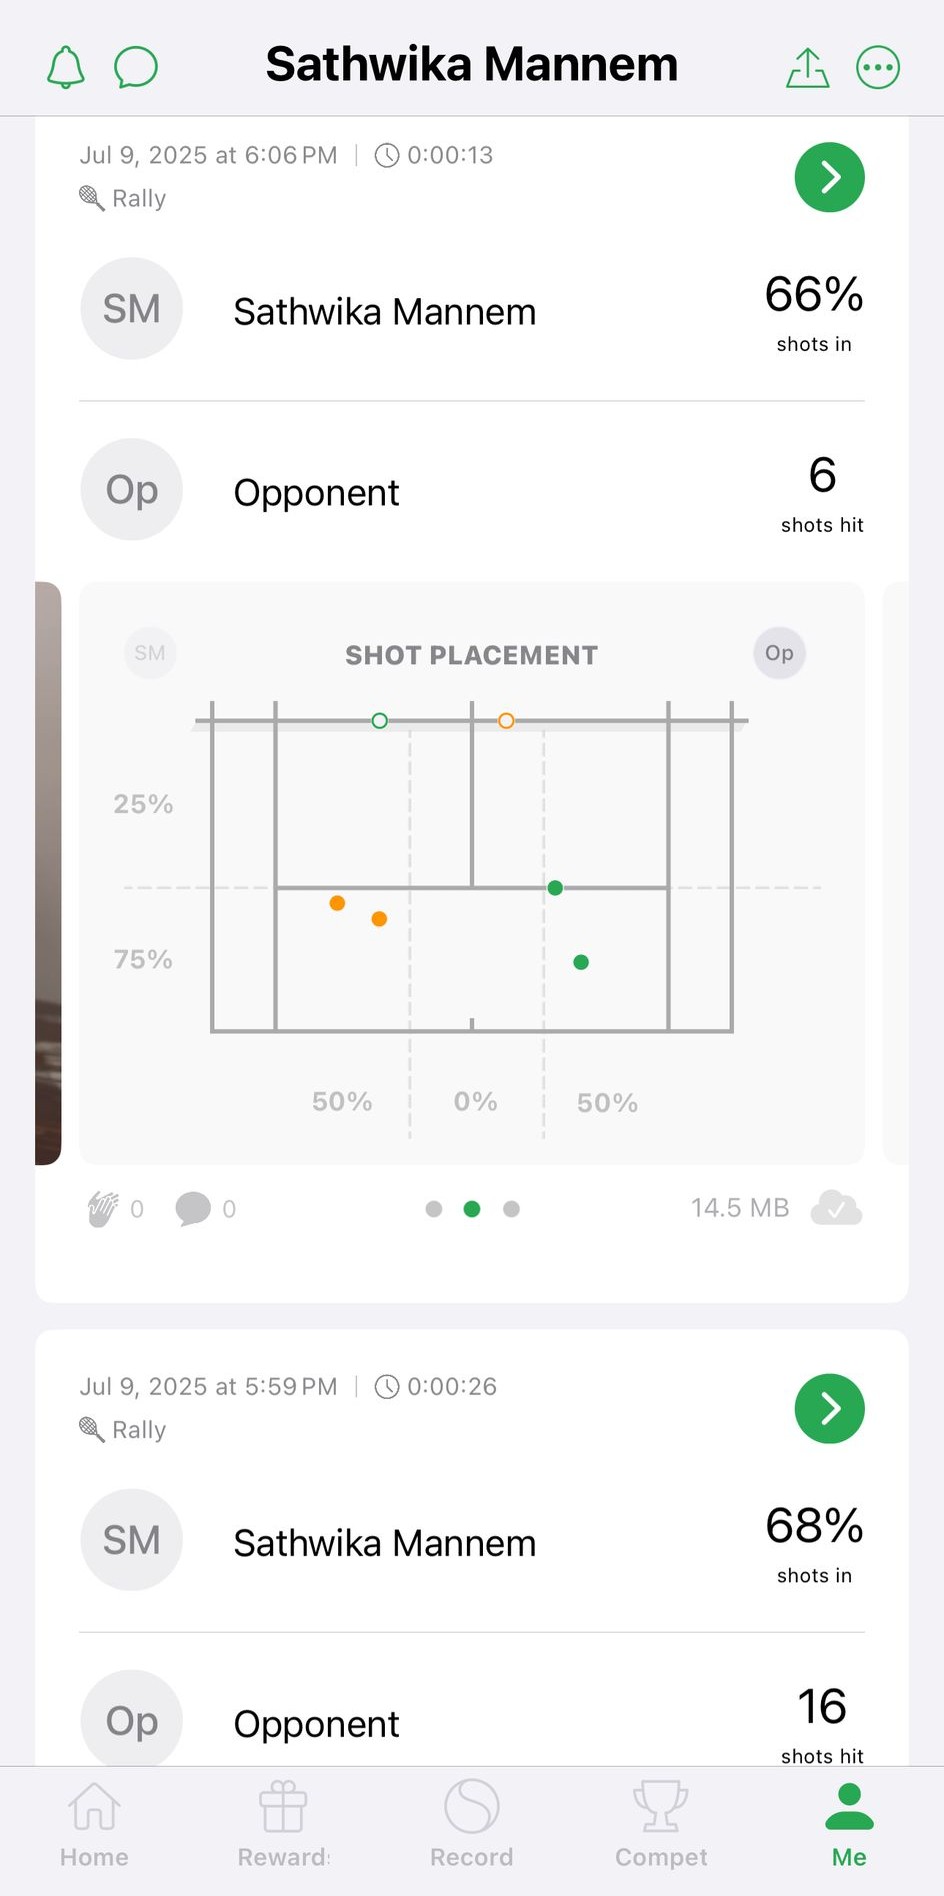 Sathwika Mannem
Jul 9, 2025 at 6:06 PM | 0:00:13
Rally
SM Sathwika Mannem 66%
shots in
Op Opponent 6
shots hit
SM SHOT PLACEMENT Op
25%
75%
50% 0% 50%
0 0 14.5 MB
Jul 9, 2025 at 5:59 PM | 0:00:26
Rally
SM Sathwika Mannem 68%
shots in
Op Opponent 16
shots hit
Home Reward Record Compet Me